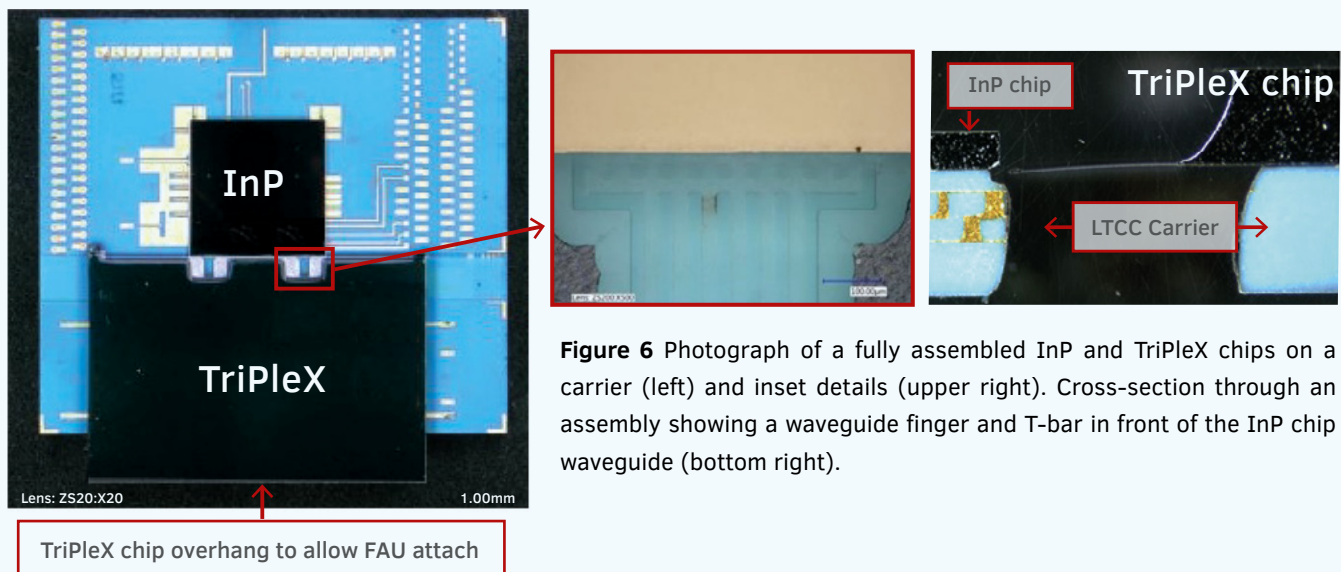 InP
TriPleX
Lens: ZS20:X20
1.00mm
TriPleX chip overhang to allow FAU attach
Lens: ZS200:X500
100.00µm
InP chip
TriPleX chip
LTCC Carrier
Figure 6 Photograph of a fully assembled InP and TriPleX chips on a
carrier (left) and inset details (upper right). Cross-section through an
assembly showing a waveguide finger and T-bar in front of the InP chip
waveguide (bottom right).